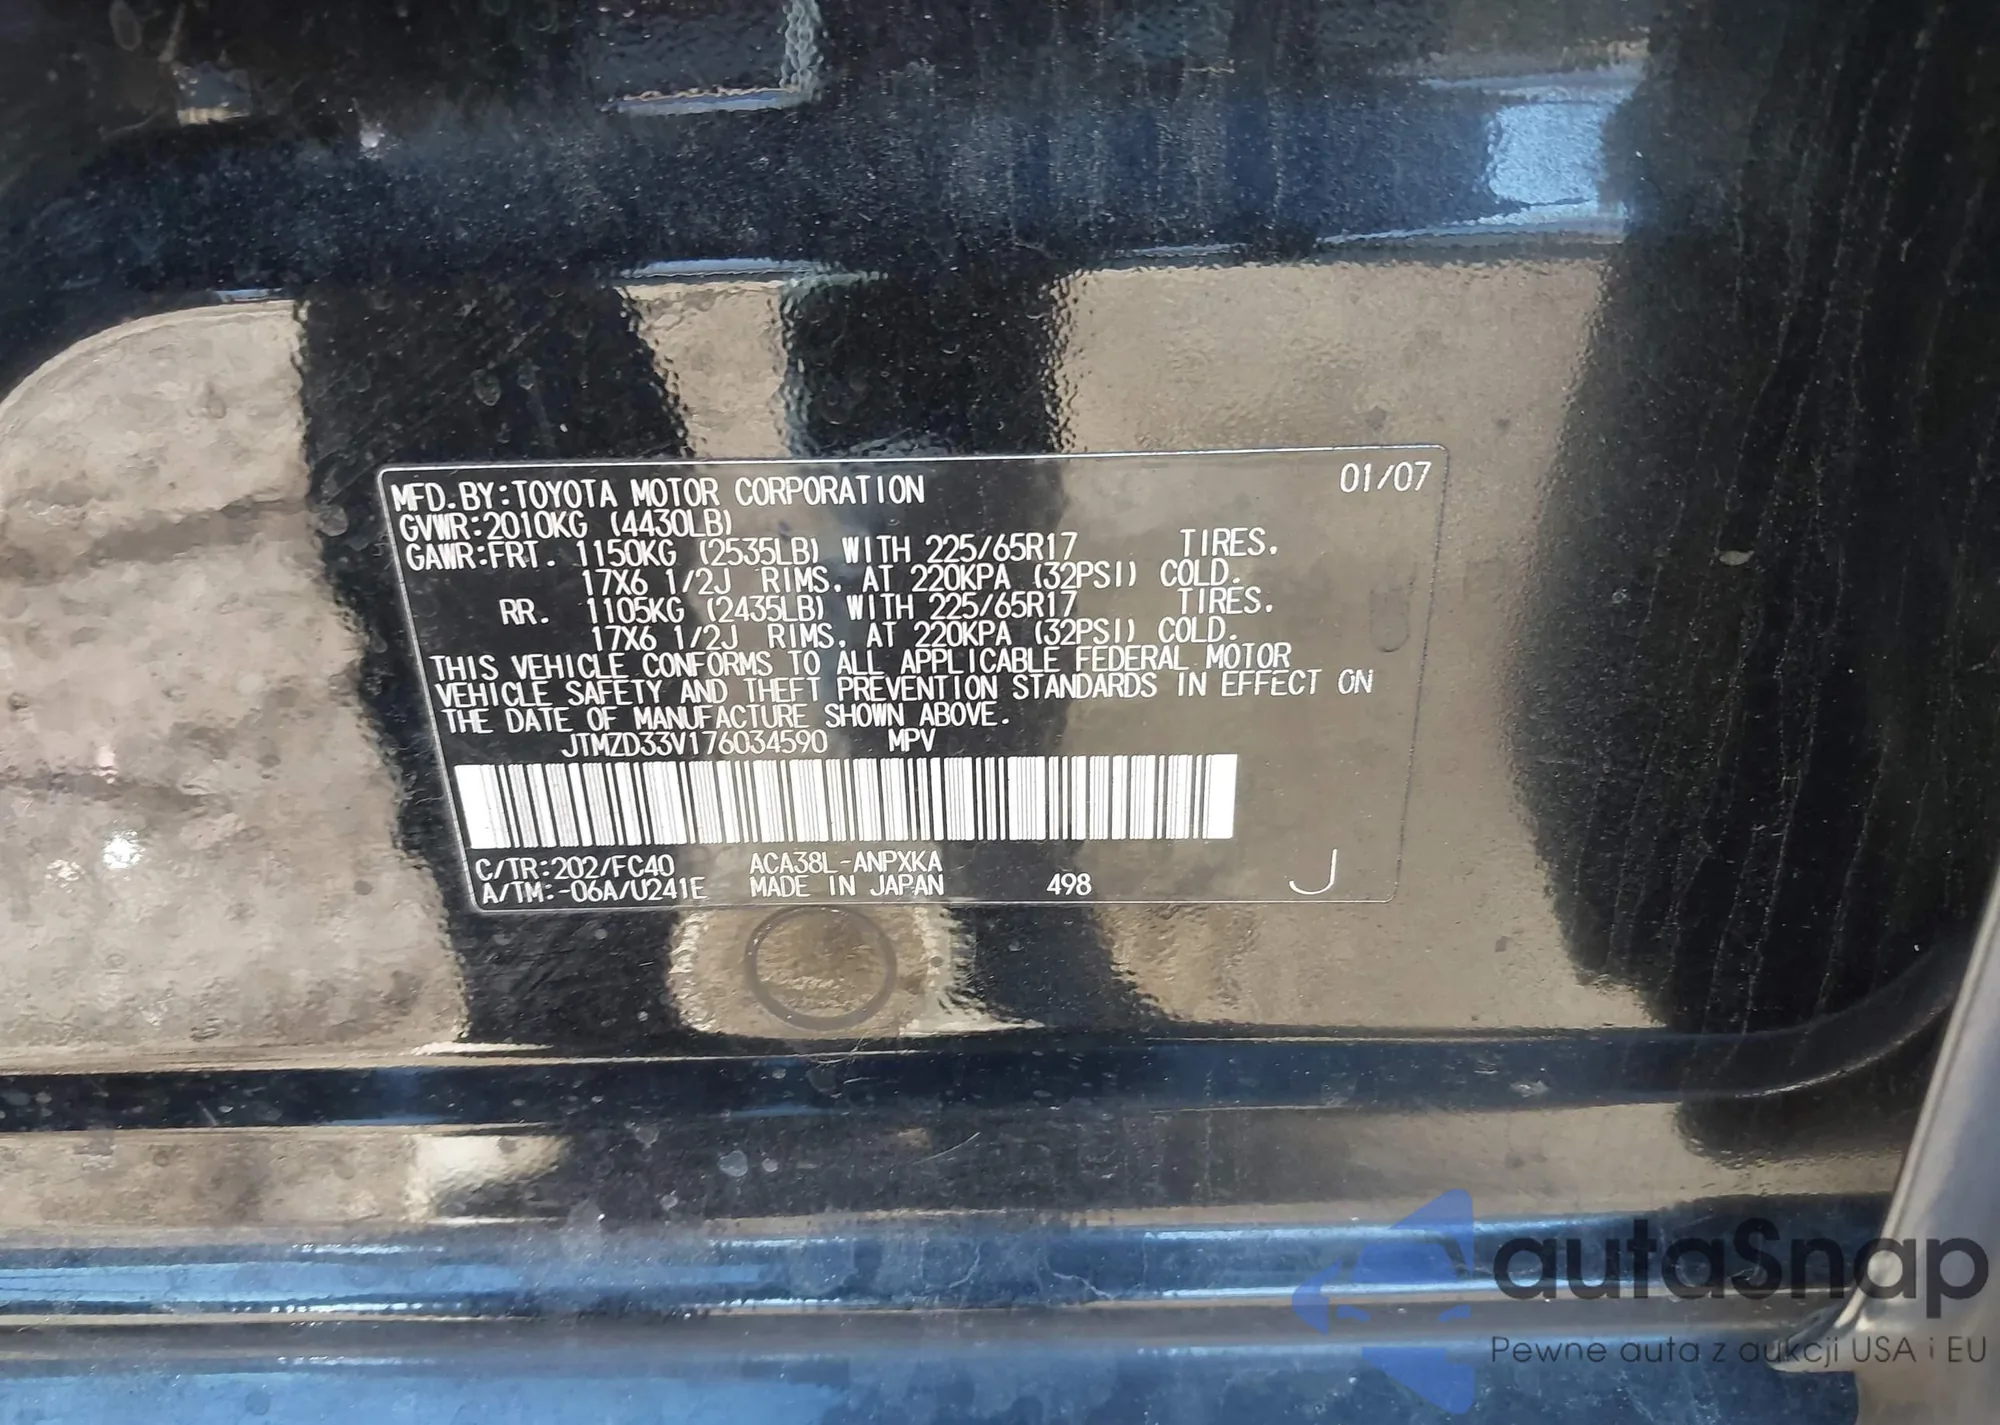 MFD.BY:TOYOTA MOTOR CORPORATION 01/07
GVWR:2010KG (4430LB)
GAWR:FRT. 1150KG (2535LB) WITH 225/65R17 TIRES.
17X6 1/2J RIMS, AT 220KPA (32PSI) COLD.
RR. 1105KG (2435LB) WITH 225/65R17 TIRES.
17X6 1/2J RIMS, AT 220KPA (32PSI) COLD.
THIS VEHICLE CONFORMS TO ALL APPLICABLE FEDERAL MOTOR
VEHICLE SAFETY AND THEFT PREVENTION STANDARDS IN EFFECT ON
THE DATE OF MANUFACTURE SHOWN ABOVE.
JTMZD33V176034590 MPV
C/TR:202/FC40 ACA38L-ANPXKA
A/TM:-06A/U241E MADE IN JAPAN 498 J
autaSnap
Pewne auta z aukcji USA i EU